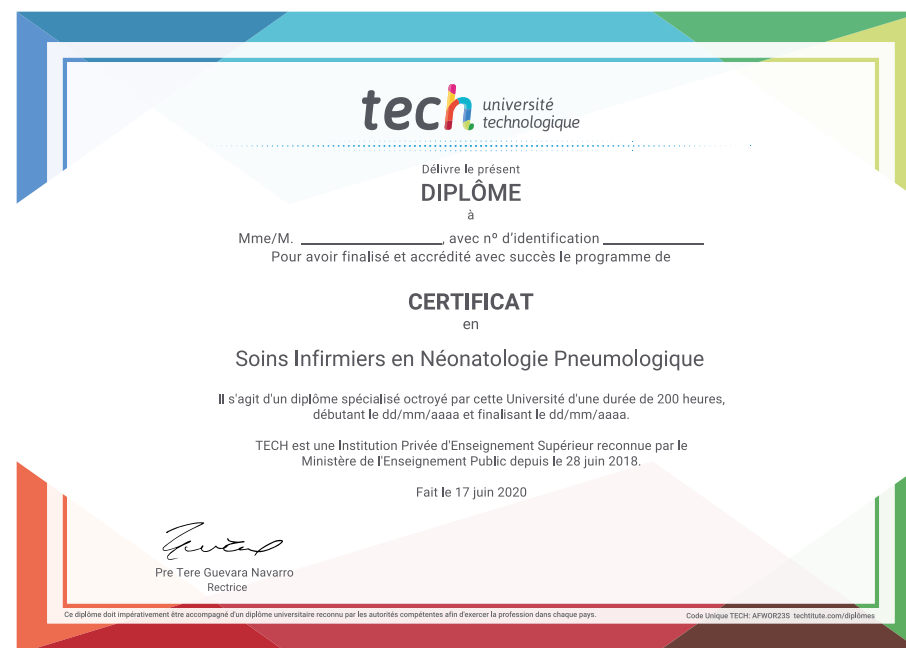 tech université
technologique
Délivre le présent
DIPLÔME
à
Mme/M. ____________, avec nº d'identification ____________
Pour avoir finalisé et accrédité avec succès le programme de
CERTIFICAT
en
Soins Infirmiers en Néonatologie Pneumologique
Il s'agit d'un diplôme spécialisé octroyé par cette Université d'une durée de 200 heures,
débutant le dd/mm/aaaa et finalisant le dd/mm/aaaa.
TECH est une Institution Privée d'Enseignement Supérieur reconnue par le
Ministère de l'Enseignement Public depuis le 28 juin 2018.
Fait le 17 juin 2020
Pre Tere Guevara Navarro
Rectrice
Ce diplôme doit impérativement être accompagné d'un diplôme universitaire reconnu par les autorités compétentes afin d'exercer la profession dans chaque pays.
Code Unique TECH: AFWOR23S techtitute.com/diplômes